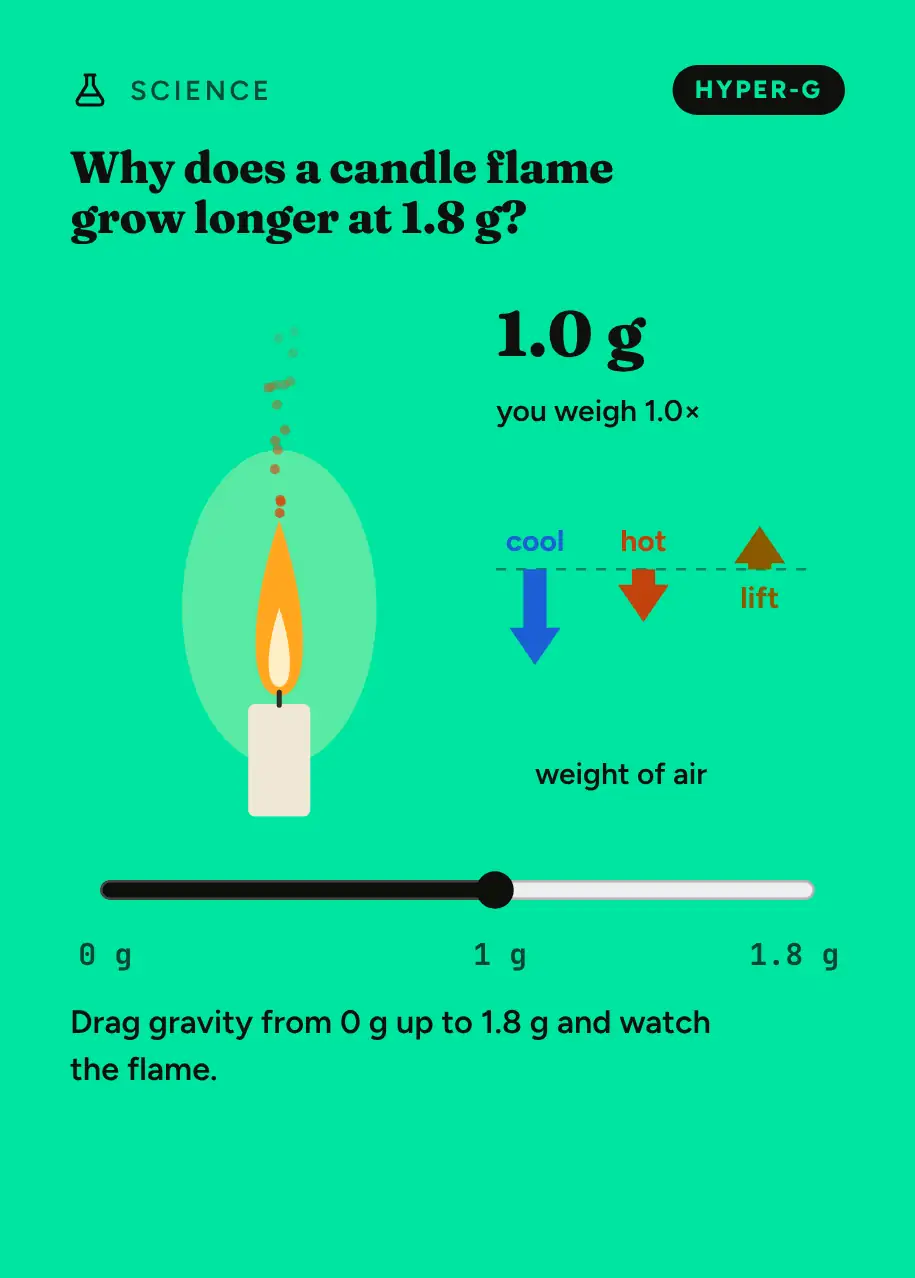 SCIENCE
HYPER-G
Why does a candle flame
grow longer at 1.8 g?
1.0 g
you weigh 1.0×
cool
hot
lift
weight of air
0 g
1 g
1.8 g
Drag gravity from 0 g up to 1.8 g and watch
the flame.